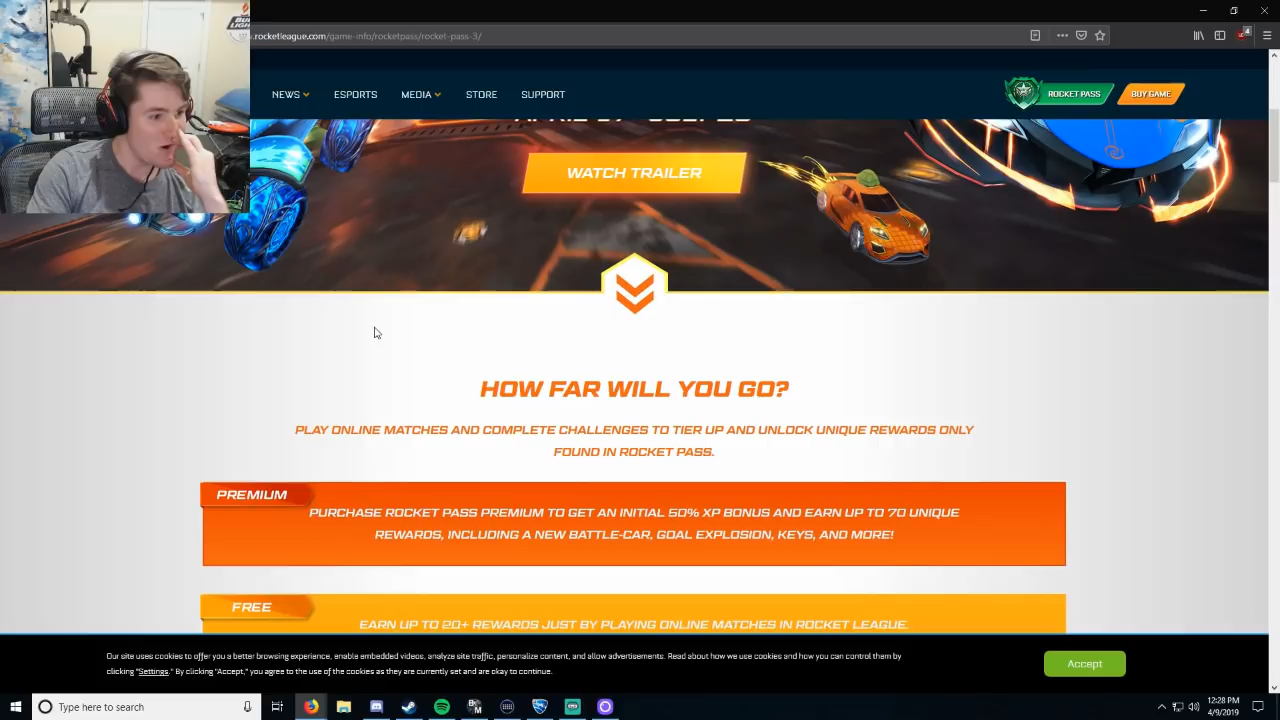 BUD
LIGHT
.rocketleague.com/game-info/rocketpass/rocket-pass-3/
4
NEWS
ESPORTS
MEDIA
STORE
SUPPORT
ROCKET PASS
BUY GAME
WATCH TRAILER
HOW FAR WILL YOU GO?
PLAY ONLINE MATCHES AND COMPLETE CHALLENGES TO TIER UP AND UNLOCK UNIQUE REWARDS ONLY
FOUND IN ROCKET PASS.
PREMIUM
PURCHASE ROCKET PASS PREMIUM TO GET AN INITIAL 50% XP BONUS AND EARN UP TO 70 UNIQUE
REWARDS, INCLUDING A NEW BATTLE-CAR, GOAL EXPLOSION, KEYS, AND MORE!
FREE
EARN UP TO 20+ REWARDS JUST BY PLAYING ONLINE MATCHES IN ROCKET LEAGUE.
Our site uses cookies to offer you a better browsing experience, enable embedded videos, analyze site traffic, personalize content, and allow advertisements. Read about how we use cookies and how you can control them by
clicking "Settings." By clicking "Accept," you agree to the use of the cookies as they are currently set and are okay to continue.
Accept
Type here to search
12:28 PM
4/9/2019